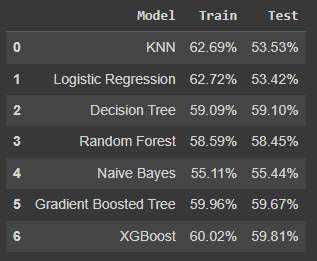 Model Train Test
0 KNN 62.69% 53.53%
1 Logistic Regression 62.72% 53.42%
2 Decision Tree 59.09% 59.10%
3 Random Forest 58.59% 58.45%
4 Naive Bayes 55.11% 55.44%
5 Gradient Boosted Tree 59.96% 59.67%
6 XGBoost 60.02% 59.81%